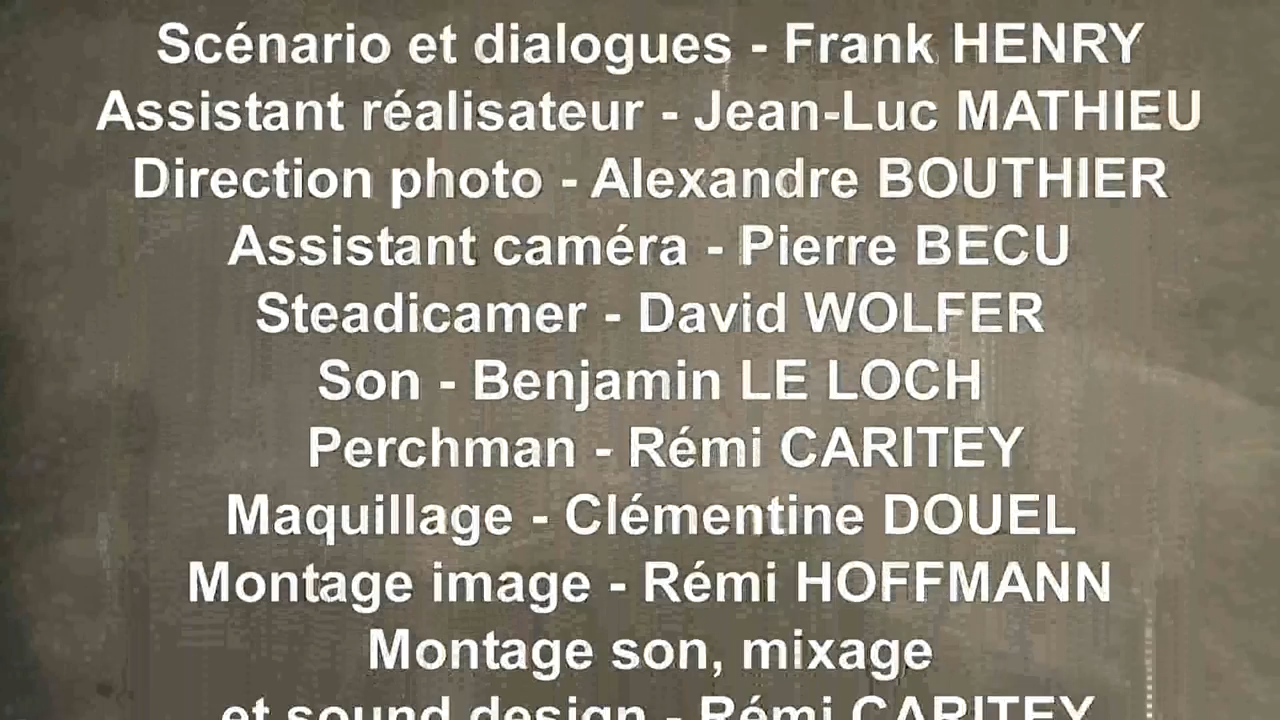 Scénario et dialogues - Frank HENRY
Assistant réalisateur - Jean-Luc MATHIEU
Direction photo - Alexandre BOUTHIER
Assistant caméra - Pierre BECU
Steadicamer - David WOLFER
Son - Benjamin LE LOCH
Perchman - Rémi CARITEY
Maquillage - Clémentine DOUEL
Montage image - Rémi HOFFMANN
Montage son, mixage
et sound design - Rémi CARITEY